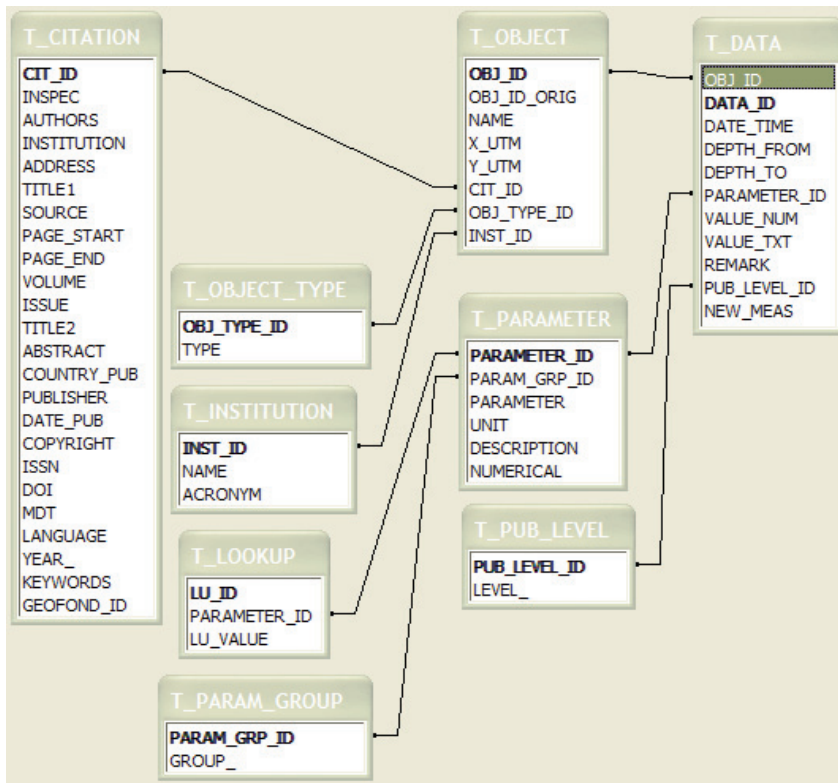 T_CITATION
CIT_ID
INSPEC
AUTHORS
INSTITUTION
ADDRESS
TITLE1
SOURCE
PAGE_START
PAGE_END
VOLUME
ISSUE
TITLE2
ABSTRACT
COUNTRY_PUB
PUBLISHER
DATE_PUB
COPYRIGHT
ISSN
DOI
MDT
LANGUAGE
YEAR_
KEYWORDS
GEOFOND_ID
T_OBJECT_TYPE
OBJ_TYPE_ID
TYPE
T_INSTITUTION
INST_ID
NAME
ACRONYM
T_LOOKUP
LU_ID
PARAMETER_ID
LU_VALUE
T_PARAM_GROUP
PARAM_GRP_ID
GROUP_
T_OBJECT
OBJ_ID
OBJ_ID_ORIG
NAME
X_UTM
Y_UTM
CIT_ID
OBJ_TYPE_ID
INST_ID
T_PARAMETER
PARAMETER_ID
PARAM_GRP_ID
PARAMETER
UNIT
DESCRIPTION
NUMERICAL
T_PUB_LEVEL
PUB_LEVEL_ID
LEVEL_
T_DATA
OBJ_ID
DATA_ID
DATE_TIME
DEPTH_FROM
DEPTH_TO
PARAMETER_ID
VALUE_NUM
VALUE_TXT
REMARK
PUB_LEVEL_ID
NEW_MEAS